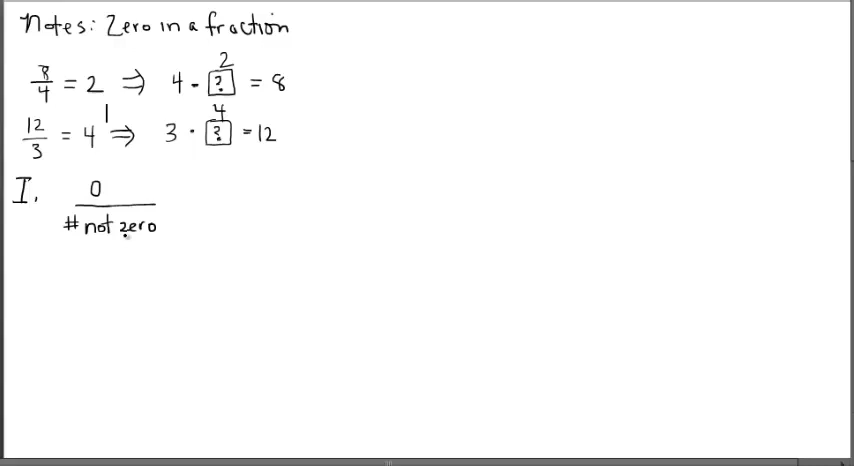 Notes: Zero in a fraction
8/4 = 2 ⇒ 4 · [?] = 8
2
12/3 = 4 ⇒ 3 · [?] = 12
4
I. 0
# not zero